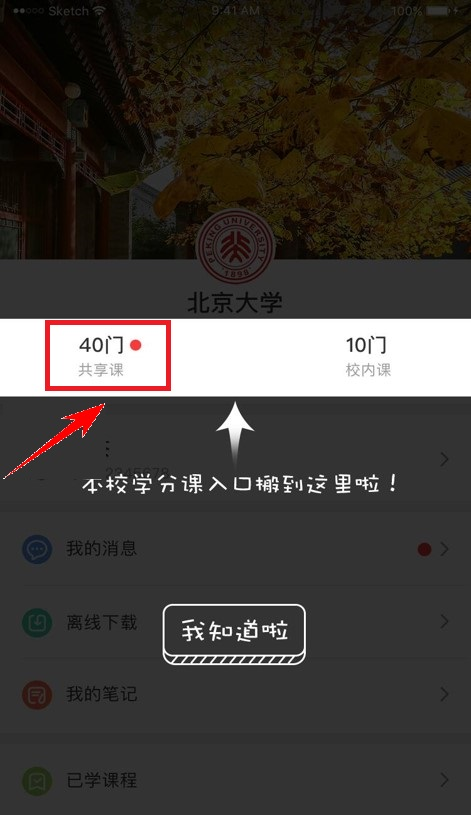 Sketch 9:41 AM 100%
PEKING UNIVERSITY
1898
北京大学
40门 10门
共享课 校内课
本校学分课入口搬到这里啦！
我的消息
离线下载
我知道啦
我的笔记
已学课程